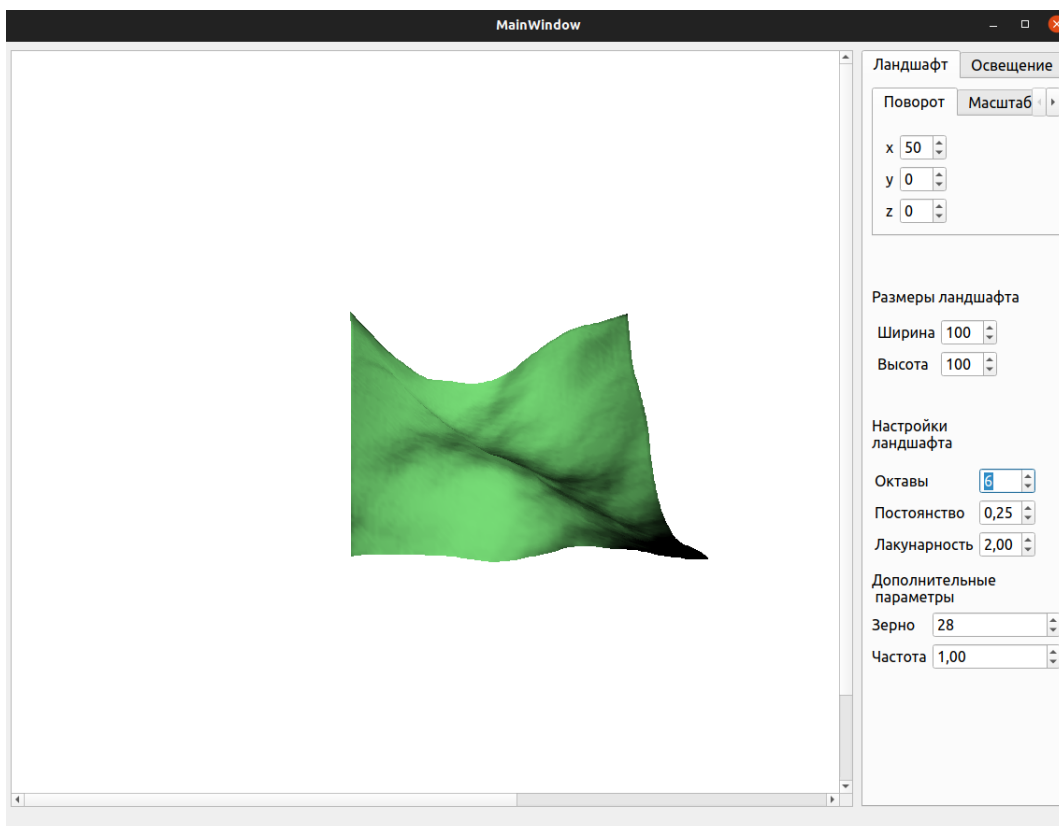 MainWindow
Ландшафт Освещение
Поворот Масштаб
x 50
y 0
z 0
Размеры ландшафта
Ширина 100
Высота 100
Настройки
ландшафта
Октавы 6
Постоянство 0,25
Лакунарность 2,00
Дополнительные
параметры
Зерно 28
Частота 1,00